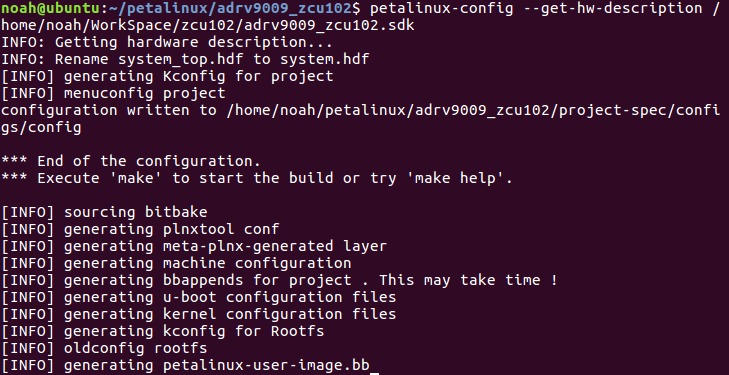 noah@ubuntu:~/petalinux/adrv9009_zcu102$ petalinux-config --get-hw-description /
home/noah/WorkSpace/zcu102/adrv9009_zcu102.sdk
INFO: Getting hardware description...
INFO: Rename system_top.hdf to system.hdf
[INFO] generating Kconfig for project
[INFO] menuconfig project
configuration written to /home/noah/petalinux/adrv9009_zcu102/project-spec/confi
gs/config
*** End of the configuration.
*** Execute 'make' to start the build or try 'make help'.
[INFO] sourcing bitbake
[INFO] generating plnxtool conf
[INFO] generating meta-plnx-generated layer
[INFO] generating machine configuration
[INFO] generating bbappends for project . This may take time !
[INFO] generating u-boot configuration files
[INFO] generating kernel configuration files
[INFO] generating kconfig for Rootfs
[INFO] oldconfig rootfs
[INFO] generating petalinux-user-image.bb